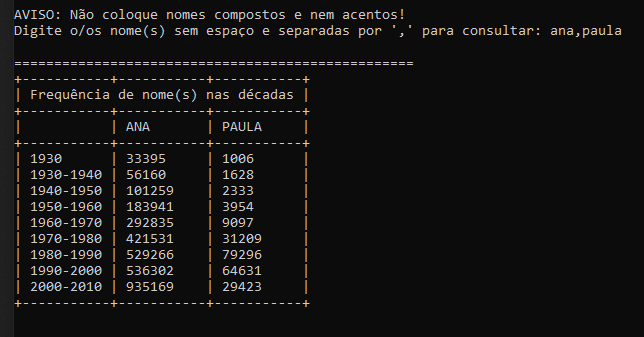 AVISO: Não coloque nomes compostos e nem acentos!
Digite o/os nome(s) sem espaço e separadas por ',' para consultar: ana,paula
==================================================
+-----------+-----------+-----------+
| Frequência de nome(s) nas décadas |
+-----------+-----------+-----------+
|           | ANA       | PAULA     |
+-----------+-----------+-----------+
| 1930      | 33395     | 1006      |
| 1930-1940 | 56160     | 1628      |
| 1940-1950 | 101259    | 2333      |
| 1950-1960 | 183941    | 3954      |
| 1960-1970 | 292835    | 9097      |
| 1970-1980 | 421531    | 31209     |
| 1980-1990 | 529266    | 79296     |
| 1990-2000 | 536302    | 64631     |
| 2000-2010 | 935169    | 29423     |
+-----------+-----------+-----------+